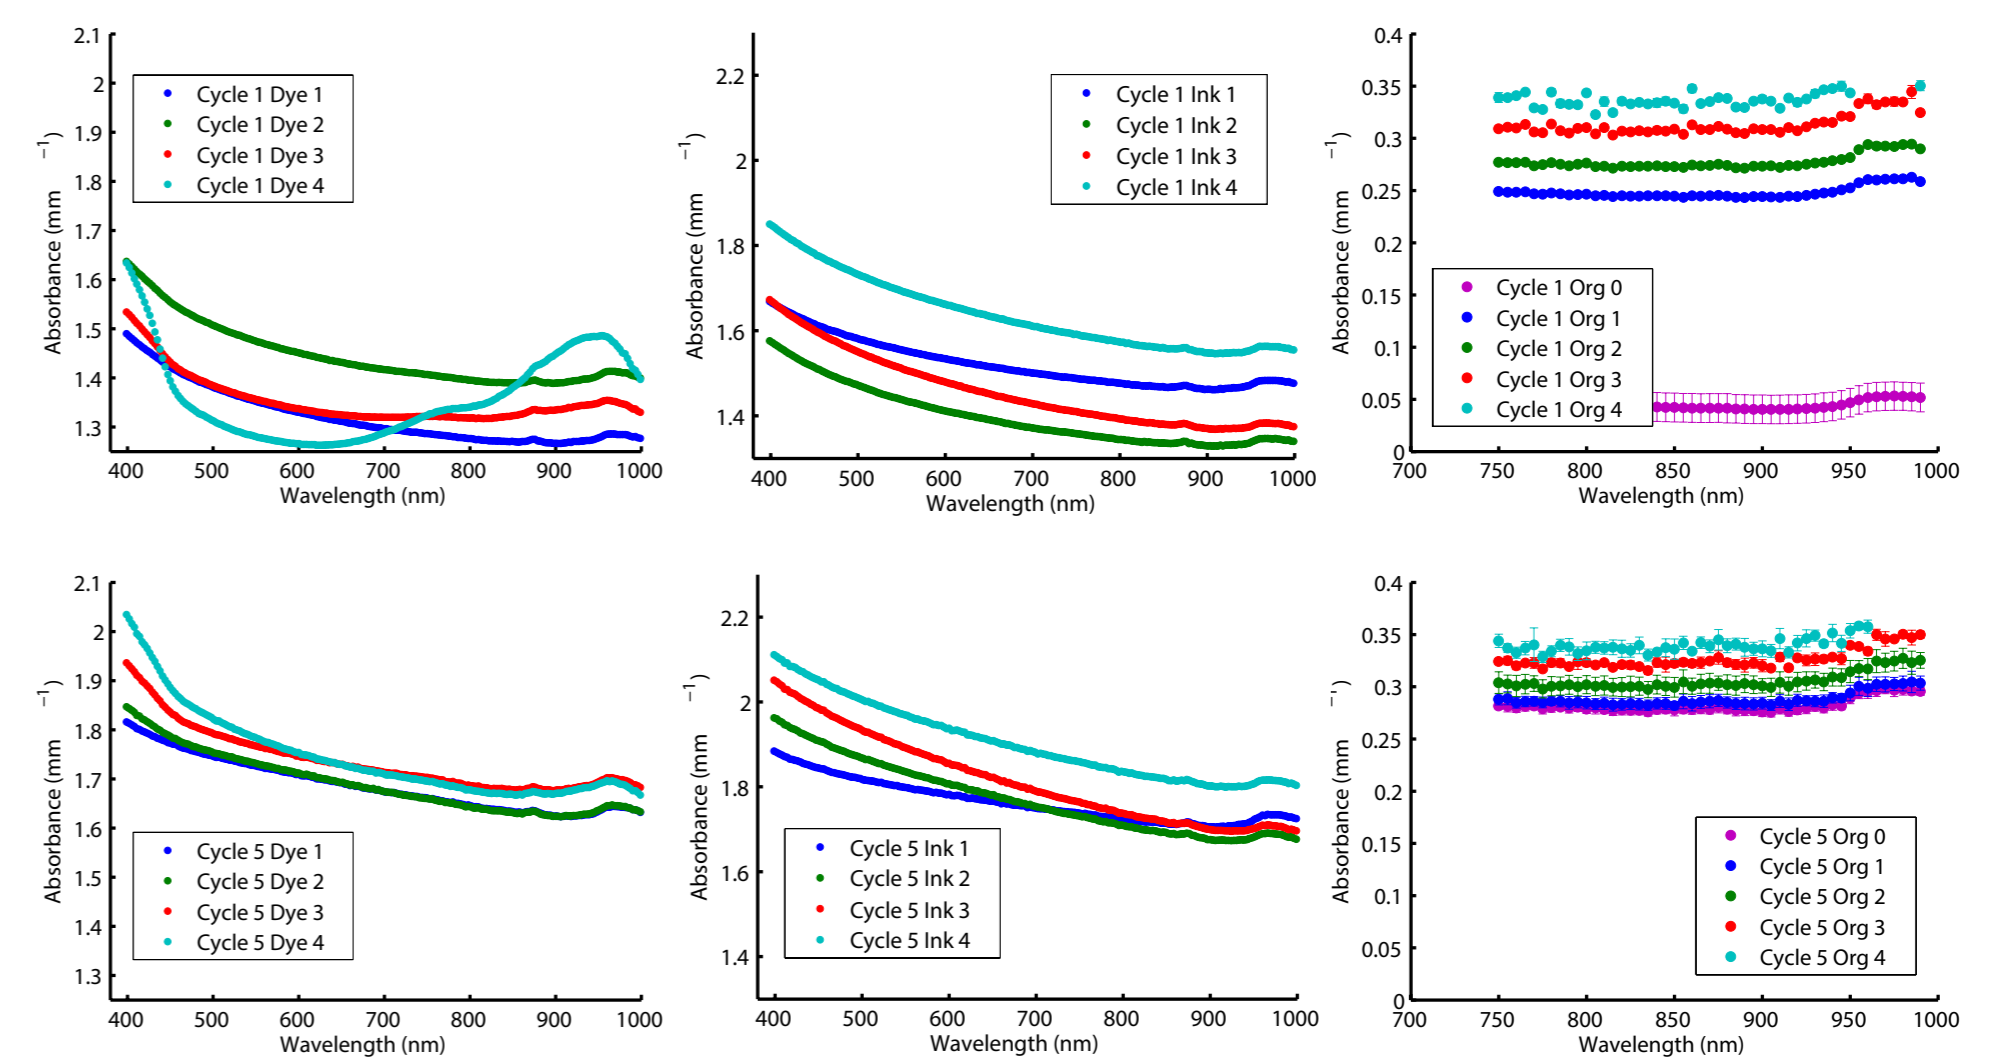 2.1
2
1.9
1.8
1.7
1.6
1.5
1.4
1.3
400 500 600 700 800 900 1000
Wavelength (nm)
Absorbance (mm −1)
Cycle 1 Dye 1
Cycle 1 Dye 2
Cycle 1 Dye 3
Cycle 1 Dye 4
2.2
2
1.8
1.6
1.4
400 500 600 700 800 900 1000
Wavelength (nm)
Absorbance (mm −1)
Cycle 1 Ink 1
Cycle 1 Ink 2
Cycle 1 Ink 3
Cycle 1 Ink 4
0.4
0.35
0.3
0.25
0.2
0.15
0.1
0.05
0
700 750 800 850 900 950 1000
Wavelength (nm)
Absorbance (mm −1)
Cycle 1 Org 0
Cycle 1 Org 1
Cycle 1 Org 2
Cycle 1 Org 3
Cycle 1 Org 4
2.1
2
1.9
1.8
1.7
1.6
1.5
1.4
1.3
400 500 600 700 800 900 1000
Wavelength (nm)
Absorbance (mm −1)
Cycle 5 Dye 1
Cycle 5 Dye 2
Cycle 5 Dye 3
Cycle 5 Dye 4
2.2
2
1.8
1.6
1.4
400 500 600 700 800 900 1000
Wavelength (nm)
Absorbance (mm −1)
Cycle 5 Ink 1
Cycle 5 Ink 2
Cycle 5 Ink 3
Cycle 5 Ink 4
0.4
0.35
0.3
0.25
0.2
0.15
0.1
0.05
0
700 750 800 850 900 950 1000
Wavelength (nm)
Absorbance (mm )
Cycle 5 Org 0
Cycle 5 Org 1
Cycle 5 Org 2
Cycle 5 Org 3
Cycle 5 Org 4